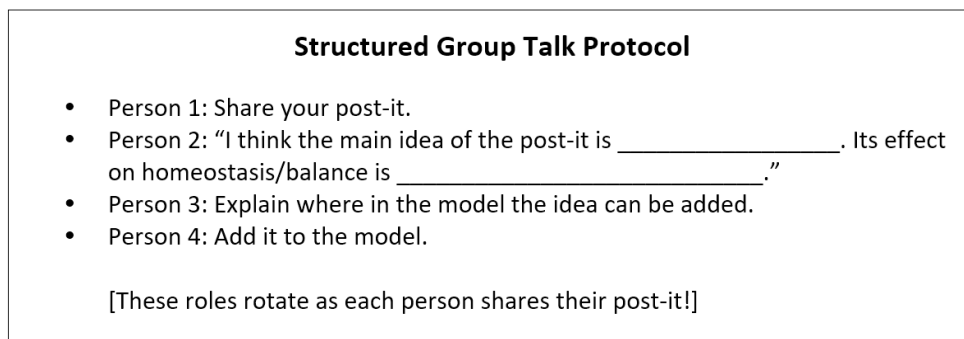 Structured Group Talk Protocol
• Person 1: Share your post-it.
• Person 2: “I think the main idea of the post-it is _________________. Its effect
on homeostasis/balance is ____________________________.”
• Person 3: Explain where in the model the idea can be added.
• Person 4: Add it to the model.
[These roles rotate as each person shares their post-it!]